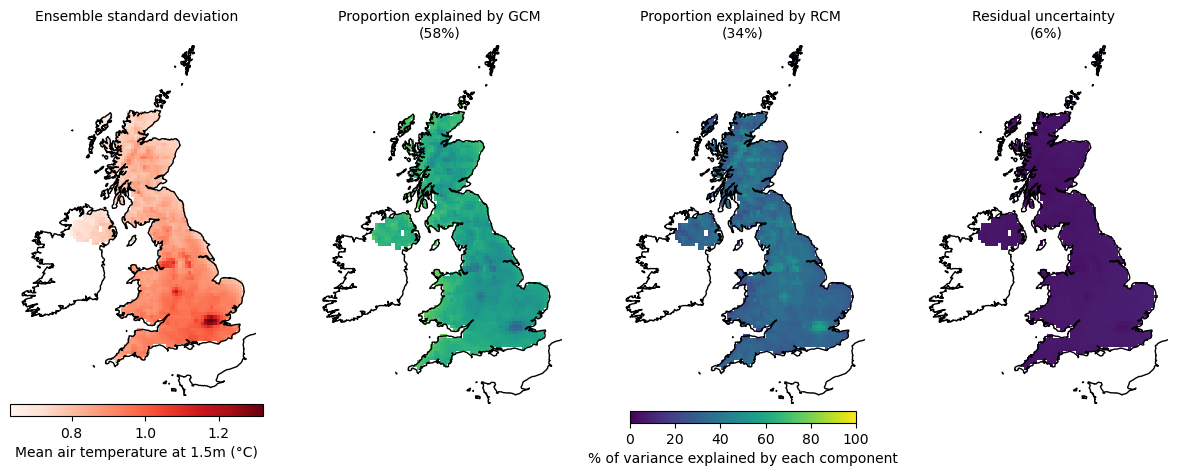 Ensemble standard deviation
Proportion explained by GCM
(58%)
Proportion explained by RCM
(34%)
Residual uncertainty
(6%)
0.8 1.0 1.2
Mean air temperature at 1.5m (°C)
0 20 40 60 80 100
% of variance explained by each component